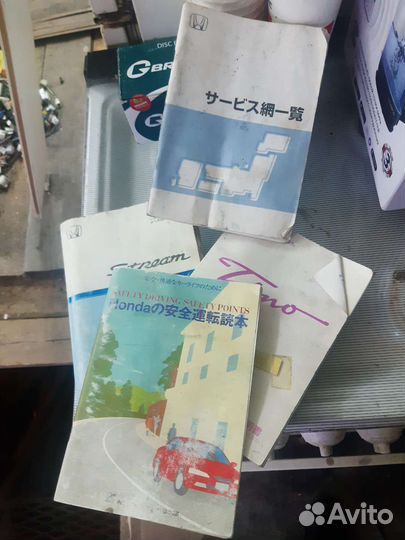 DISC
GBR
サービス網一覧
Stream
Tino
安全・快適なカーライフのために
SAFETY DRIVING SAFETY POINTS
Hondaの安全運転読本
Avito